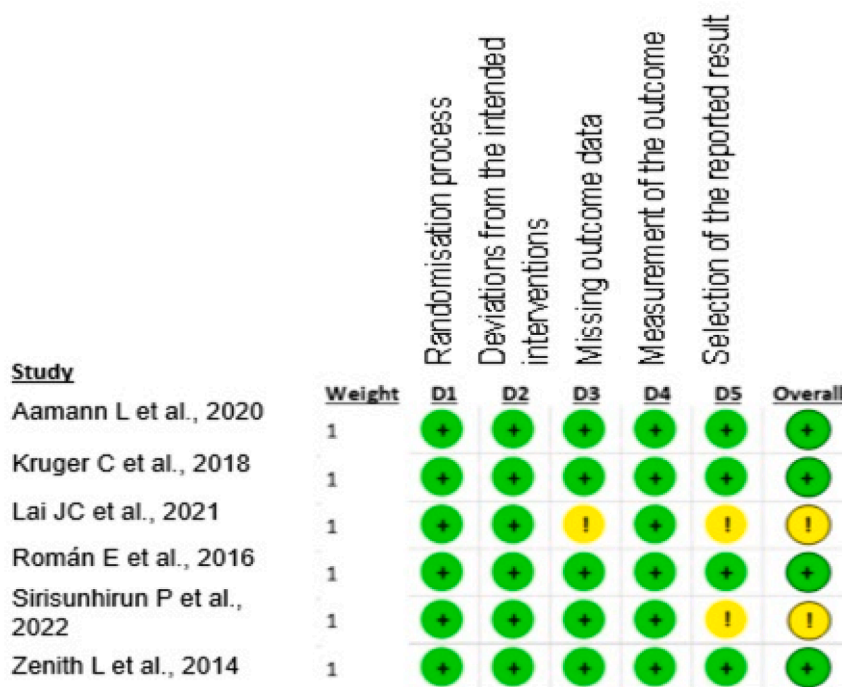 Randomisation process
Deviations from the intended
interventions
Missing outcome data
Measurement of the outcome
Selection of the reported result
Study Weight D1 D2 D3 D4 D5 Overall
Aamann L et al., 2020 1 + + + + + +
Kruger C et al., 2018 1 + + + + + +
Lai JC et al., 2021 1 + + ! + ! !
Román E et al., 2016 1 + + + + + +
Sirisunhirun P et al.,
2022 1 + + + + ! !
Zenith L et al., 2014 1 + + + + + +